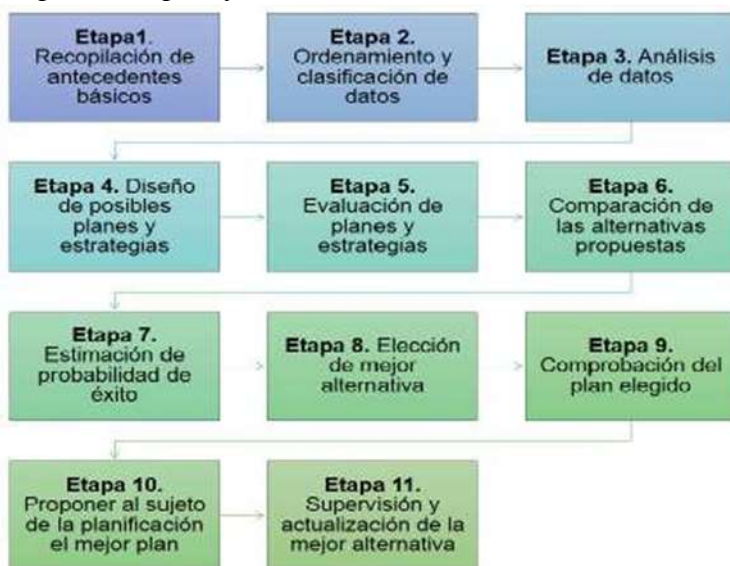 Etapa1.
Recopilación de
antecedentes
básicos
Etapa 2.
Ordenamiento y
clasificación de
datos
Etapa 3. Análisis
de datos
Etapa 4. Diseño
de posibles
planes y
estrategias
Etapa 5.
Evaluación de
planes y
estrategias
Etapa 6.
Comparación de
las alternativas
propuestas
Etapa 7.
Estimación de
probabilidad de
éxito
Etapa 8. Elección
de mejor
alternativa
Etapa 9.
Comprobación del
plan elegido
Etapa 10.
Proponer al sujeto
de la planificación
el mejor plan
Etapa 11.
Supervisión y
actualización de la
mejor alternativa